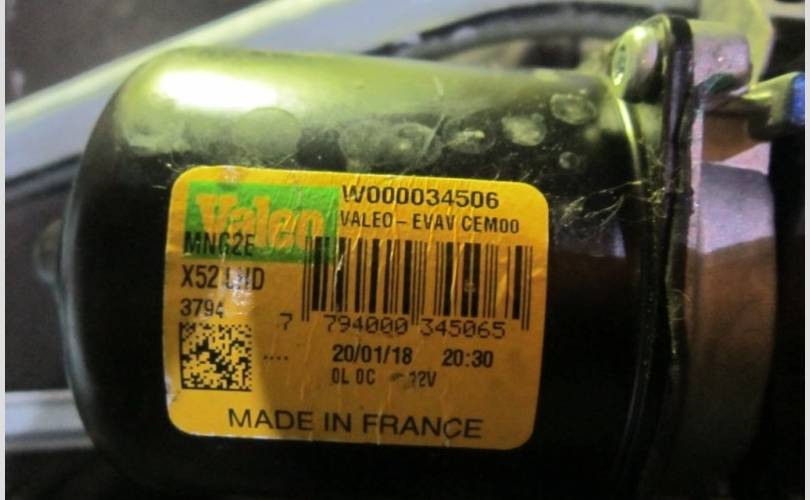 Valeo
W000034506
VALEO-EVAV CEM00
MNG2E
X52 LHD
3794
7 794000 345065
20/01/18 20:30
0L 0C 12V
MADE IN FRANCE